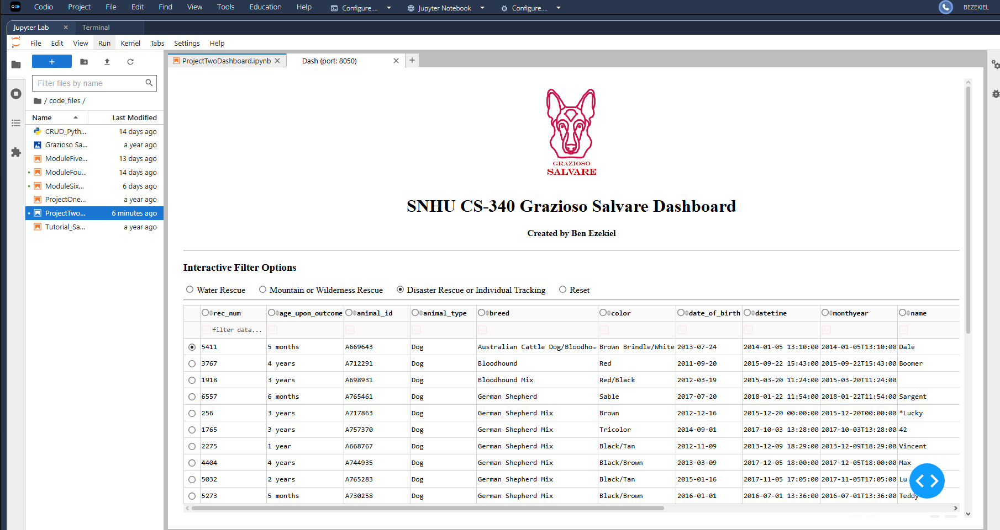 Codio Project File Edit Find View Tools Education Help Configure.... Jupyter Notebook Configure.... BEZEKIEL
Jupyter Lab Terminal
File Edit View Run Kernel Tabs Settings Help
ProjectTwoDashboard.ipynb Dash (port: 8050)
Filter files by name
/ code_files /
Name Last Modified
CRUD_Pyth... 14 days ago
Grazioso Sa... a year ago
ModuleFive... 13 days ago
ModuleFou... 14 days ago
ModuleSix... 6 days ago
ProjectOne... a year ago
ProjectTwo... 6 minutes ago
Tutorial_Sa... a year ago
GRAZIOSO
SALVARE
SNHU CS-340 Grazioso Salvare Dashboard
Created by Ben Ezekiel
Interactive Filter Options
Water Rescue Mountain or Wilderness Rescue Disaster Rescue or Individual Tracking Reset
rec_num age_upon_outcome animal_id animal_type breed color date_of_birth datetime monthyear name
Aa filter data... Aa Aa Aa Aa Aa Aa Aa Aa Aa
5411 5 months A669643 Dog Australian Cattle Dog/Bloodho… Brown Brindle/White 2013-07-24 2014-01-05 13:10:00 2014-01-05T13:10:00 Dale
3767 4 years A712291 Dog Bloodhound Red 2011-09-20 2015-09-22 15:43:00 2015-09-22T15:43:00 Boomer
1918 3 years A698931 Dog Bloodhound Mix Red/Black 2012-03-19 2015-03-20 11:24:00 2015-03-20T11:24:00
6557 6 months A765461 Dog German Shepherd Sable 2017-07-20 2018-01-22 11:54:00 2018-01-22T11:54:00 Sargent
256 3 years A717863 Dog German Shepherd Mix Brown 2012-12-16 2015-12-20 00:00:00 2015-12-20T00:00:00 *Lucky
1765 3 years A757370 Dog German Shepherd Mix Tricolor 2014-09-01 2017-10-03 13:28:00 2017-10-03T13:28:00 42
2275 1 year A668767 Dog German Shepherd Mix Black/Tan 2012-11-09 2013-12-09 18:29:00 2013-12-09T18:29:00 Vincent
4404 4 years A744935 Dog German Shepherd Mix Black/Brown 2013-03-09 2017-12-05 18:00:00 2017-12-05T18:00:00 Max
5032 2 years A765283 Dog German Shepherd Mix Black/Tan 2015-01-16 2017-11-05 17:05:00 2017-11-05T17:05:00 Lu
5273 5 months A730258 Dog German Shepherd Mix Black/Brown 2016-01-01 2016-07-01 13:36:00 2016-07-01T13:36:00 Teddy